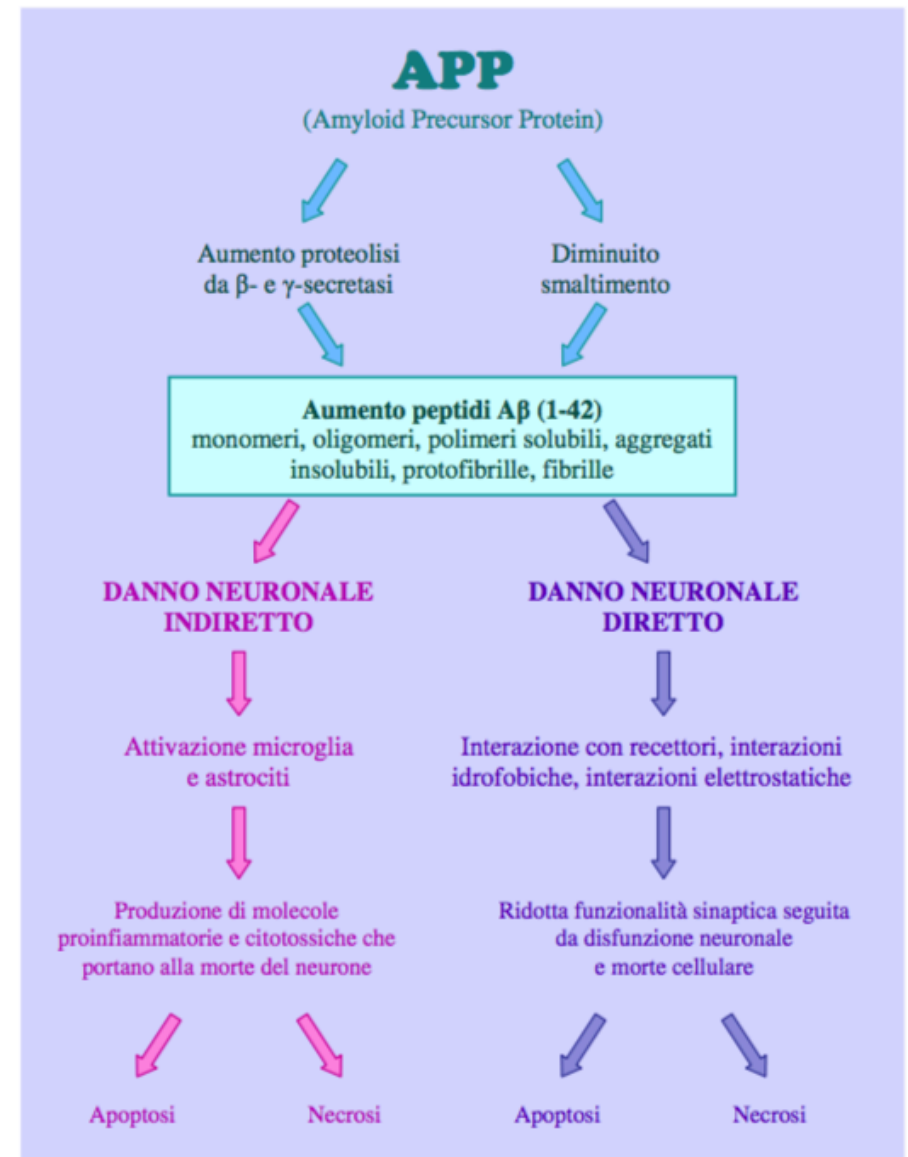 APP
(Amyloid Precursor Protein)
Aumento proteolisi
da β- e γ-secretasi
Diminuito
smaltimento
Aumento peptidi Aβ (1-42)
monomeri, oligomeri, polimeri solubili, aggregati
insolubili, protofibrille, fibrille
DANNO NEURONALE
INDIRETTO
DANNO NEURONALE
DIRETTO
Attivazione microglia
e astrociti
Interazione con recettori, interazioni
idrofobiche, interazioni elettrostatiche
Produzione di molecole
proinfiammatorie e citotossiche che
portano alla morte del neurone
Ridotta funzionalità sinaptica seguita
da disfunzione neuronale
e morte cellulare
Apoptosi
Necrosi
Apoptosi
Necrosi